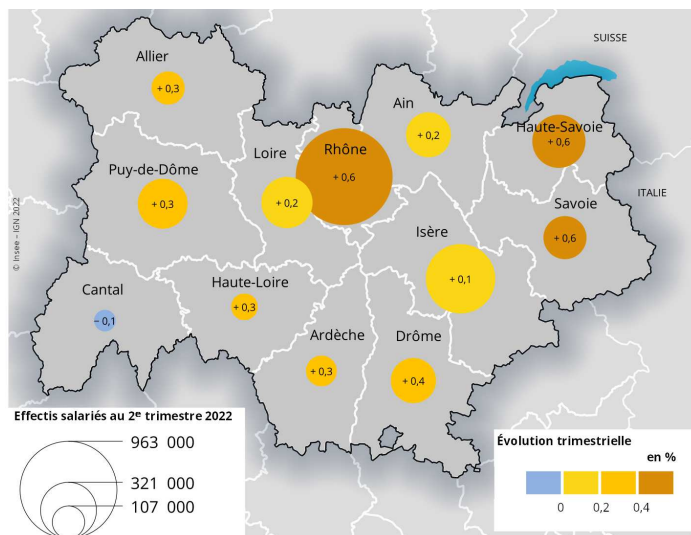 SUISSE
Allier
+ 0,3
Ain
+ 0,2
Haute-Savoie
+ 0,6
Loire
+ 0,2
Rhône
+ 0,6
Puy-de-Dôme
+ 0,3
ITALIE
Savoie
+ 0,6
Isère
+ 0,1
© Insee - IGN 2022
Cantal
− 0,1
Haute-Loire
+ 0,3
Ardèche
+ 0,3
Drôme
+ 0,4
Effectis salariés au 2e trimestre 2022
963 000
321 000
107 000
Évolution trimestrielle
en %
0 0,2 0,4